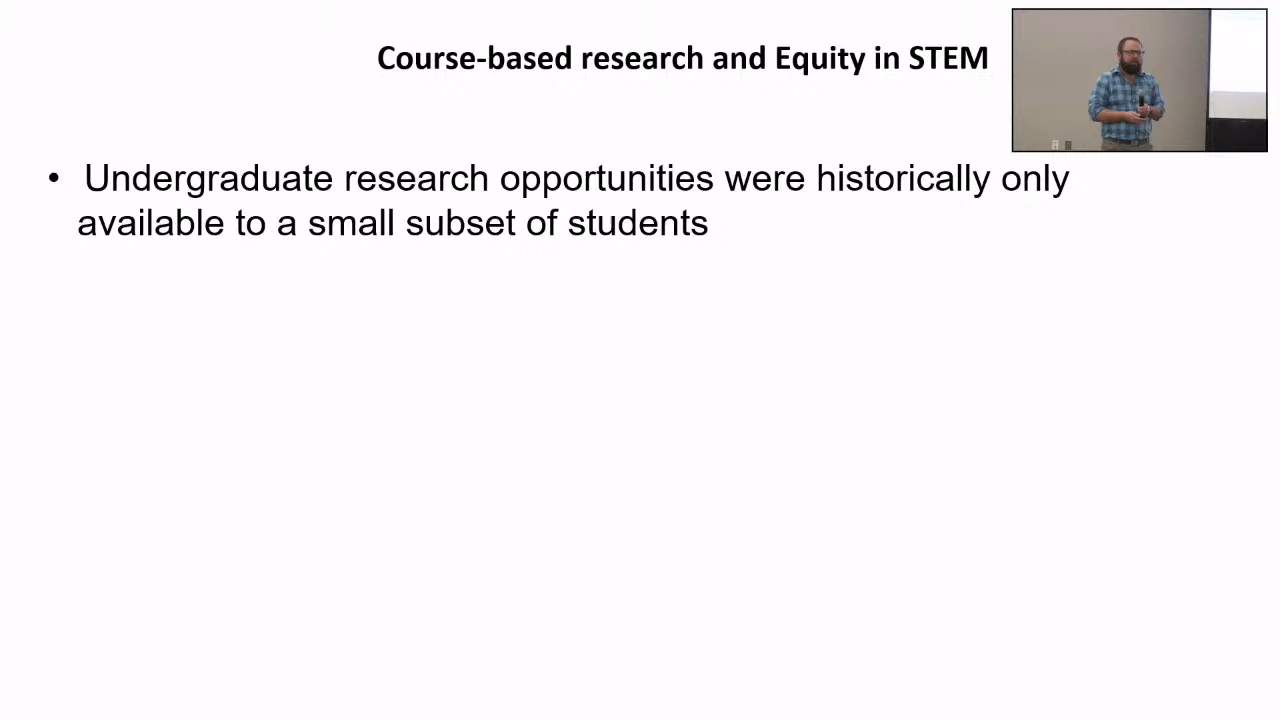 Course-based research and Equity in STEM
• Undergraduate research opportunities were historically only
available to a small subset of students